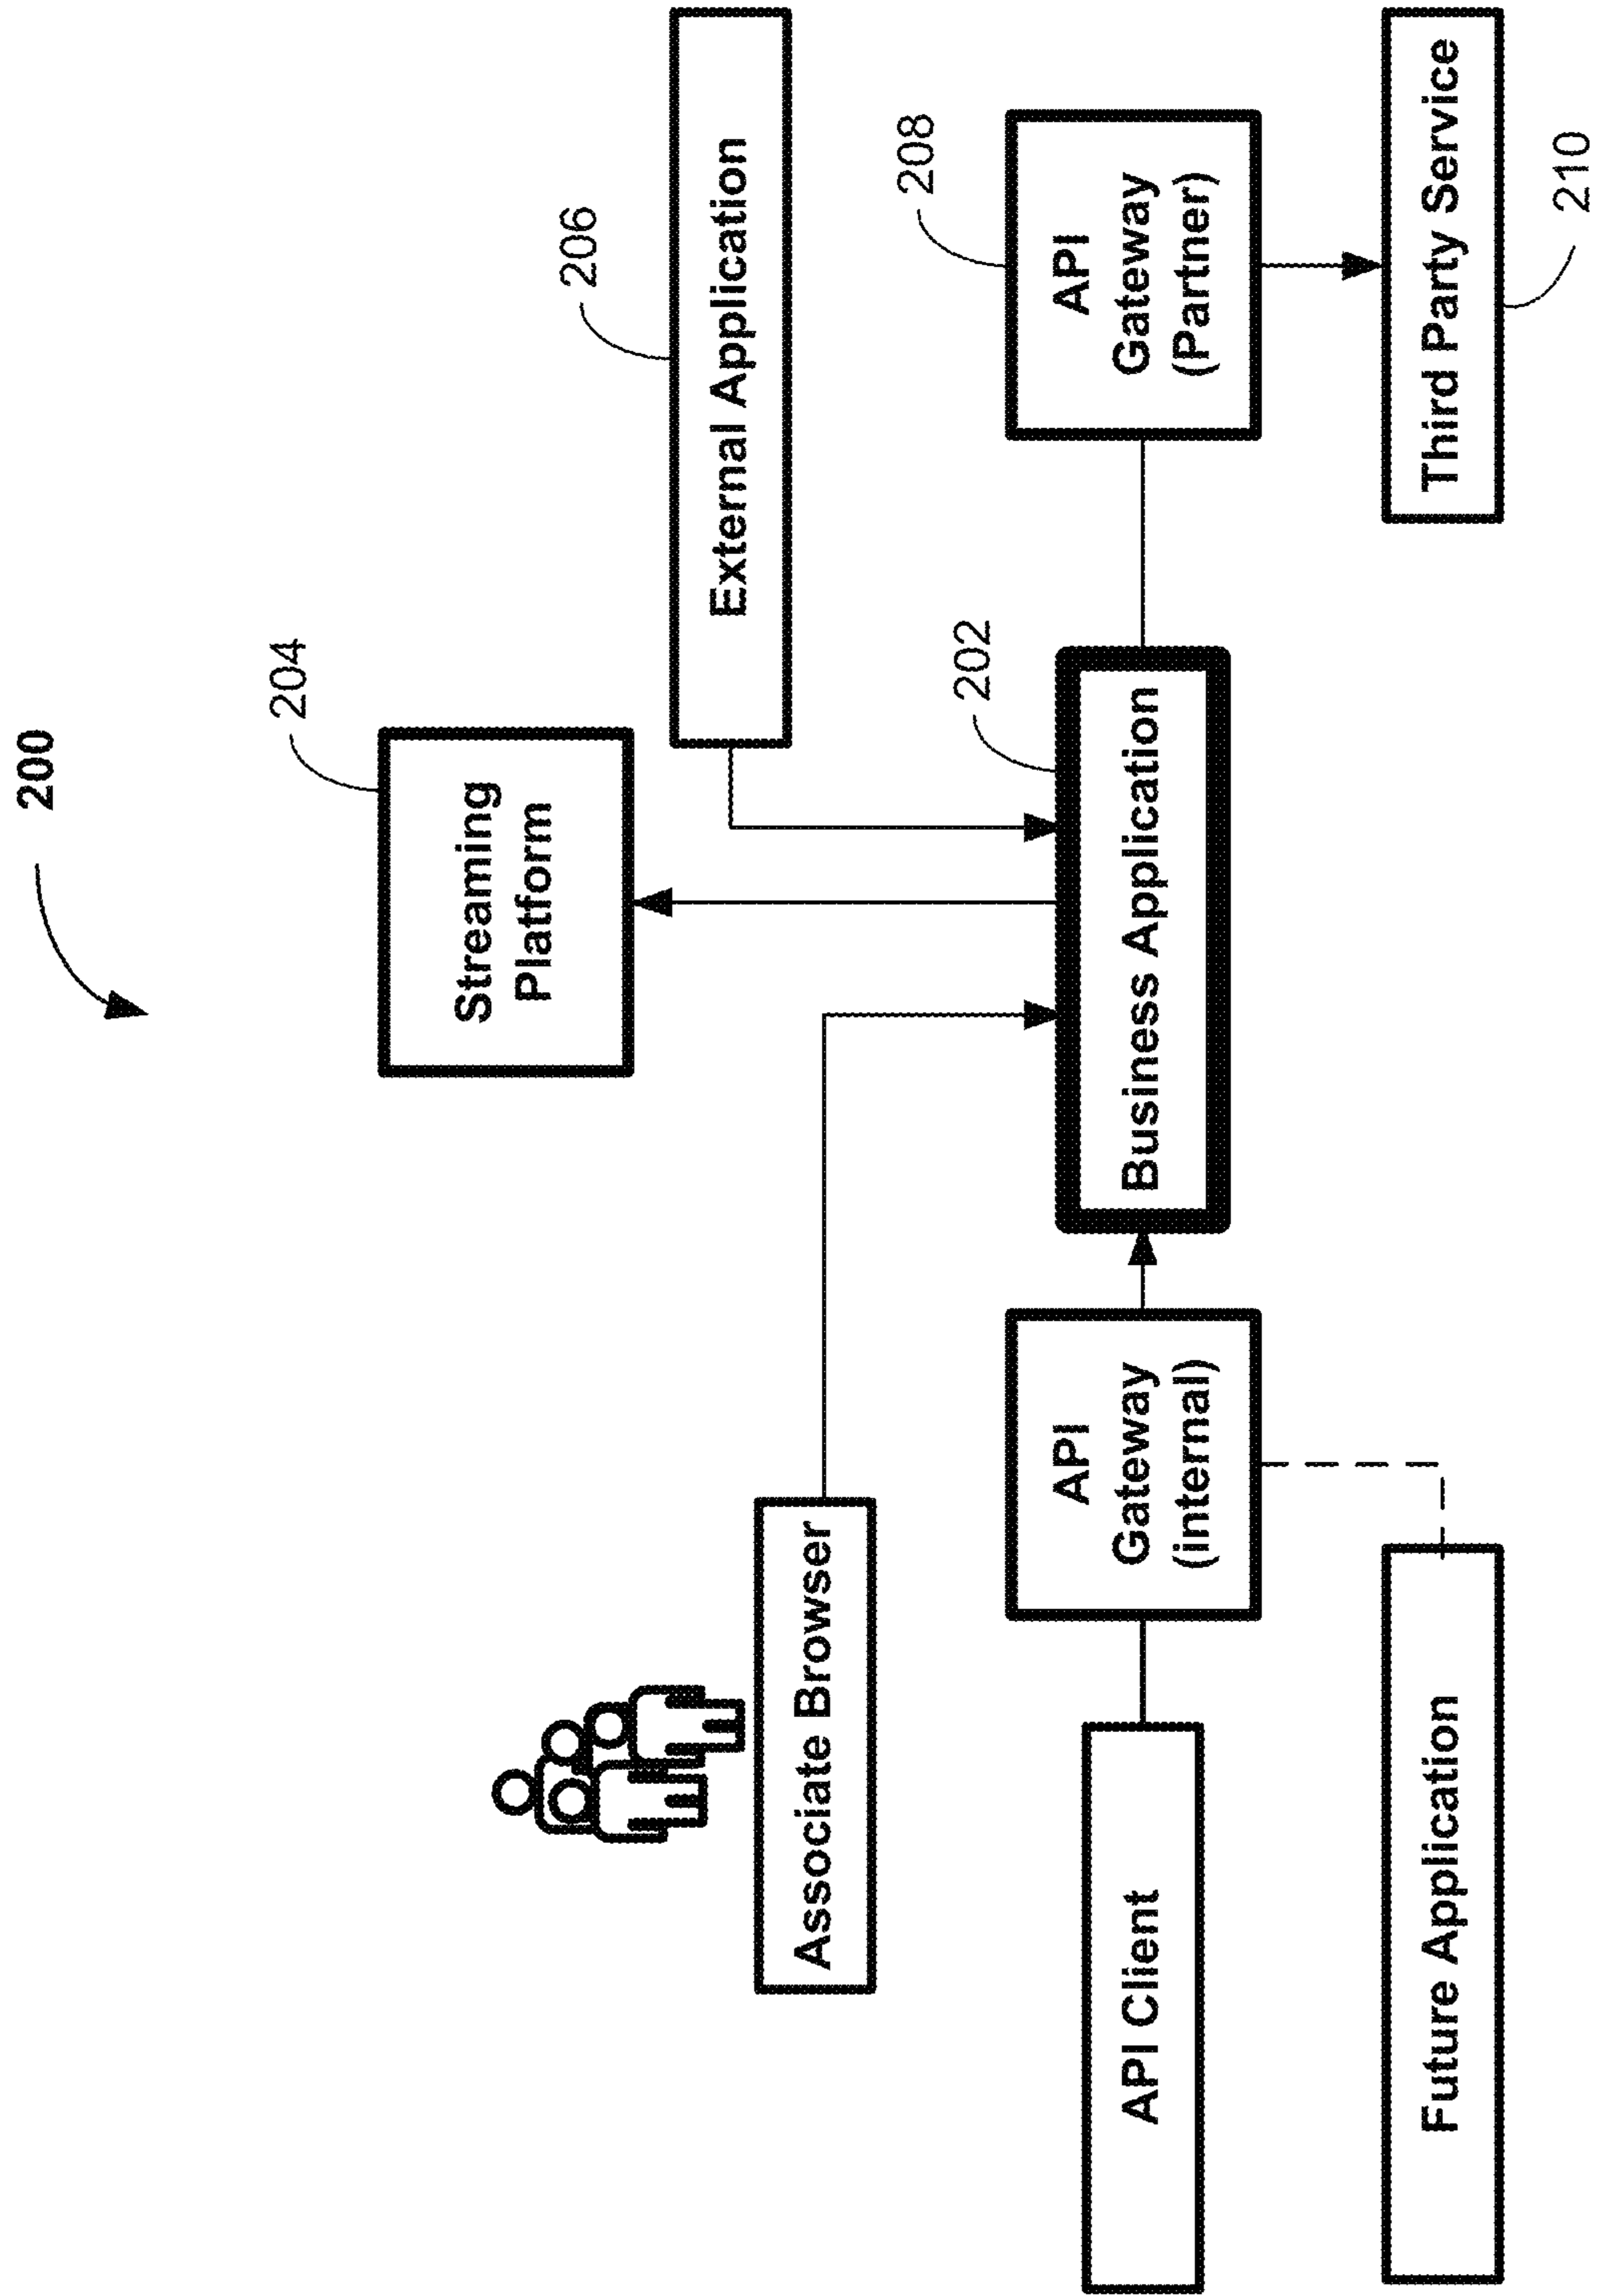 200
204
Streaming
Platform
206
External Application
Associate Browser
202
Business Application
208
API
Gateway
(Partner)
API
Gateway
(internal)
API Client
Future Application
Third Party Service
210